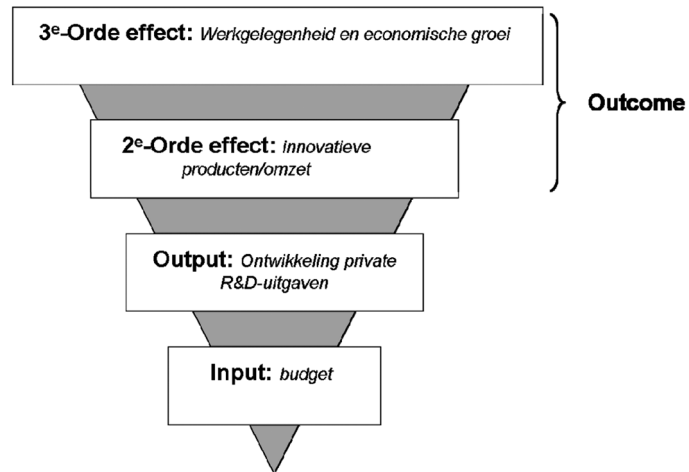 3e-Orde effect: Werkgelegenheid en economische groei
Outcome
2e-Orde effect: innovatieve
producten/omzet
Output: Ontwikkeling private
R&D-uitgaven
Input: budget